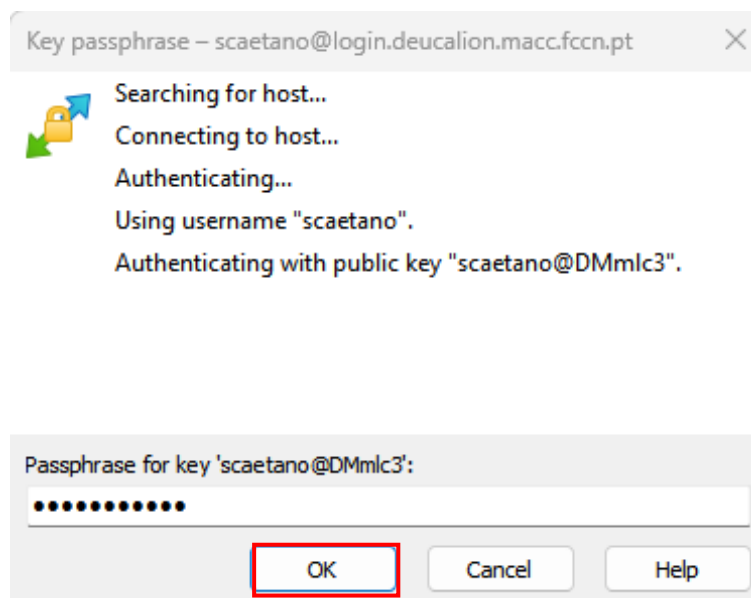 Key passphrase – scaetano@login.deucalion.macc.fccn.pt
Searching for host...
Connecting to host...
Authenticating...
Using username "scaetano".
Authenticating with public key "scaetano@DMmlc3".
Passphrase for key 'scaetano@DMmlc3':
●●●●●●●●●●●
OK Cancel Help